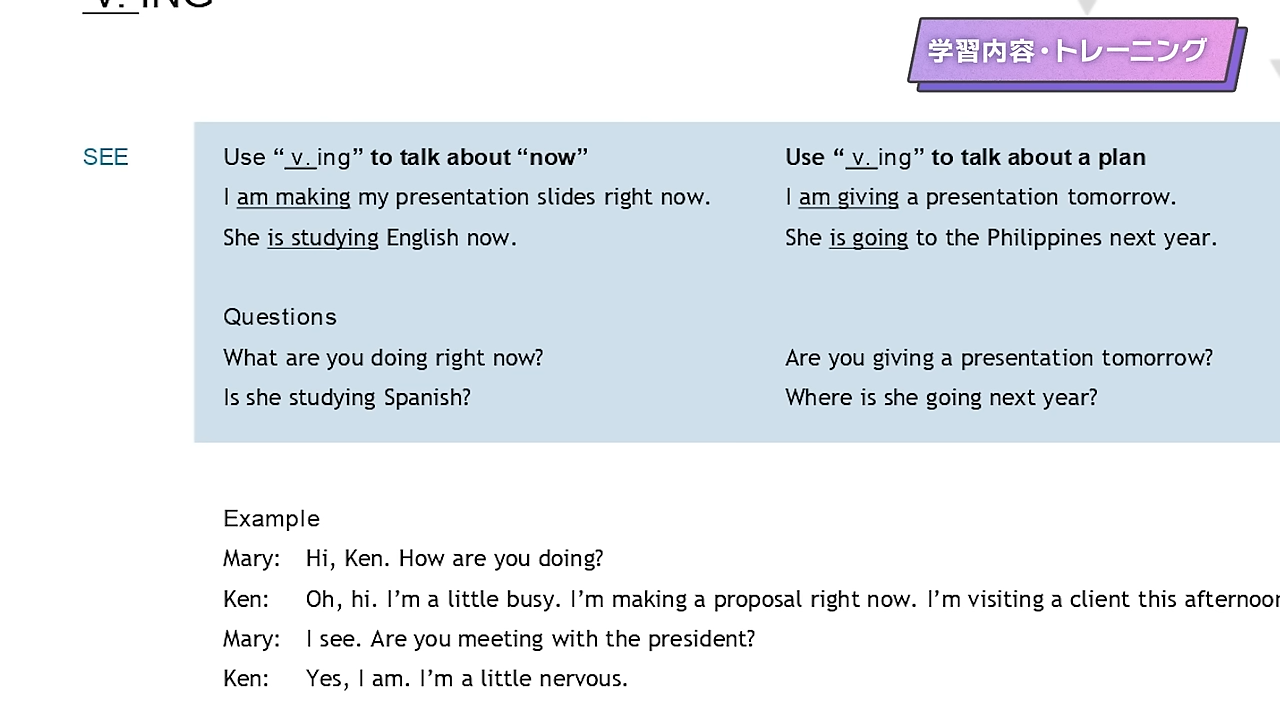 v. ING
学習内容・トレーニング
SEE
Use “ v. ing” to talk about “now”
I am making my presentation slides right now.
She is studying English now.
Use “ v. ing” to talk about a plan
I am giving a presentation tomorrow.
She is going to the Philippines next year.
Questions
What are you doing right now?
Is she studying Spanish?
Are you giving a presentation tomorrow?
Where is she going next year?
Example
Mary: Hi, Ken. How are you doing?
Ken: Oh, hi. I’m a little busy. I’m making a proposal right now. I’m visiting a client this afternoon
Mary: I see. Are you meeting with the president?
Ken: Yes, I am. I’m a little nervous.